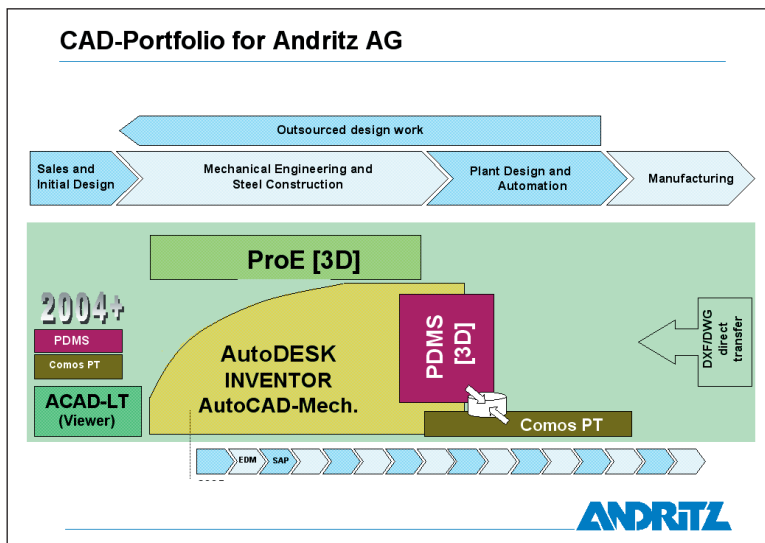 CAD-Portfolio for Andritz AG
Outsourced design work
Sales and
Initial Design
Mechanical Engineering and
Steel Construction
Plant Design and
Automation
Manufacturing
ProE [3D]
2004+
PDMS
Comos PT
ACAD-LT
(Viewer)
AutoDESK
INVENTOR
AutoCAD-Mech.
PDMS
[3D]
Comos PT
DXF/DWG
direct
transfer
EDM
SAP
ANDRITZ